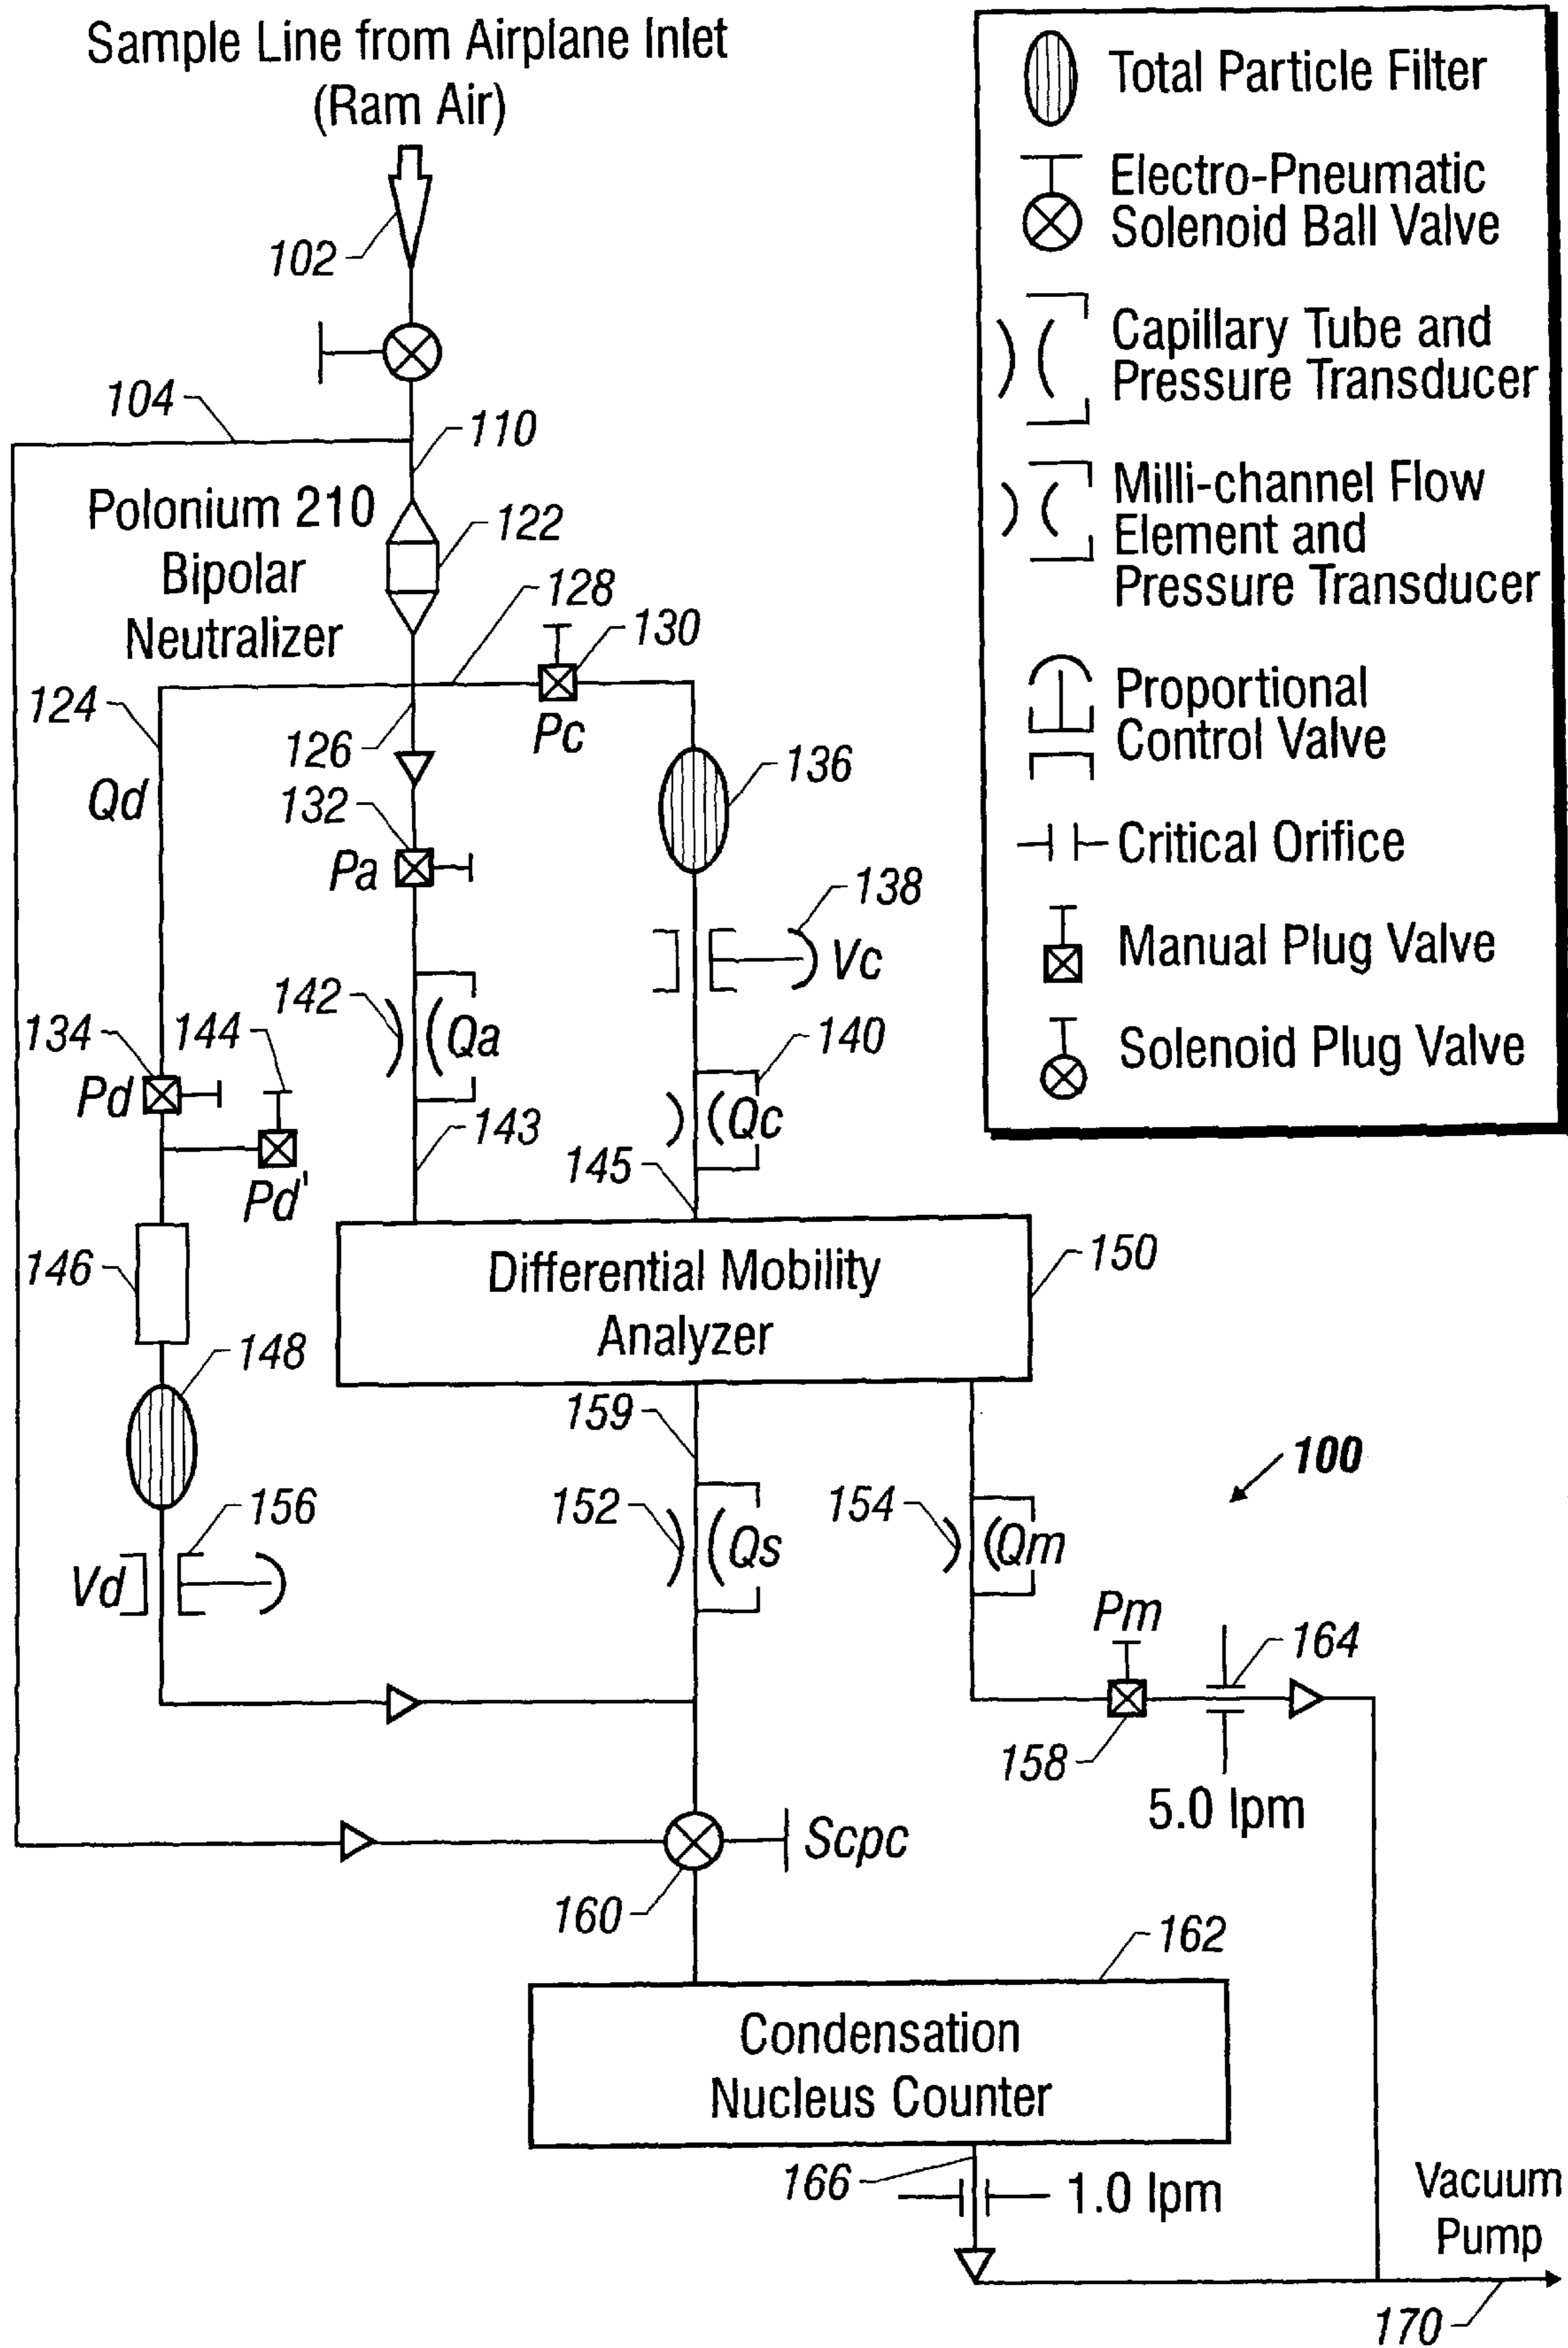 Sample Line from Airplane Inlet
(Ram Air)
102
104
110
Polonium 210
Bipolar
Neutralizer
122
128
130
124
126
Pc
Qd
132
136
Pa
138
Vc
142
Qa
134
144
140
Pd
Qc
143
145
Pd'
146
Differential Mobility
Analyzer
150
148
159
100
156
152
Qs
154
Qm
Vd
Pm
164
158
5.0 lpm
Scpc
160
162
Condensation
Nucleus Counter
166
1.0 lpm
Vacuum
Pump
170
Total Particle Filter
Electro-Pneumatic
Solenoid Ball Valve
Capillary Tube and
Pressure Transducer
Milli-channel Flow
Element and
Pressure Transducer
Proportional
Control Valve
Critical Orifice
Manual Plug Valve
Solenoid Plug Valve